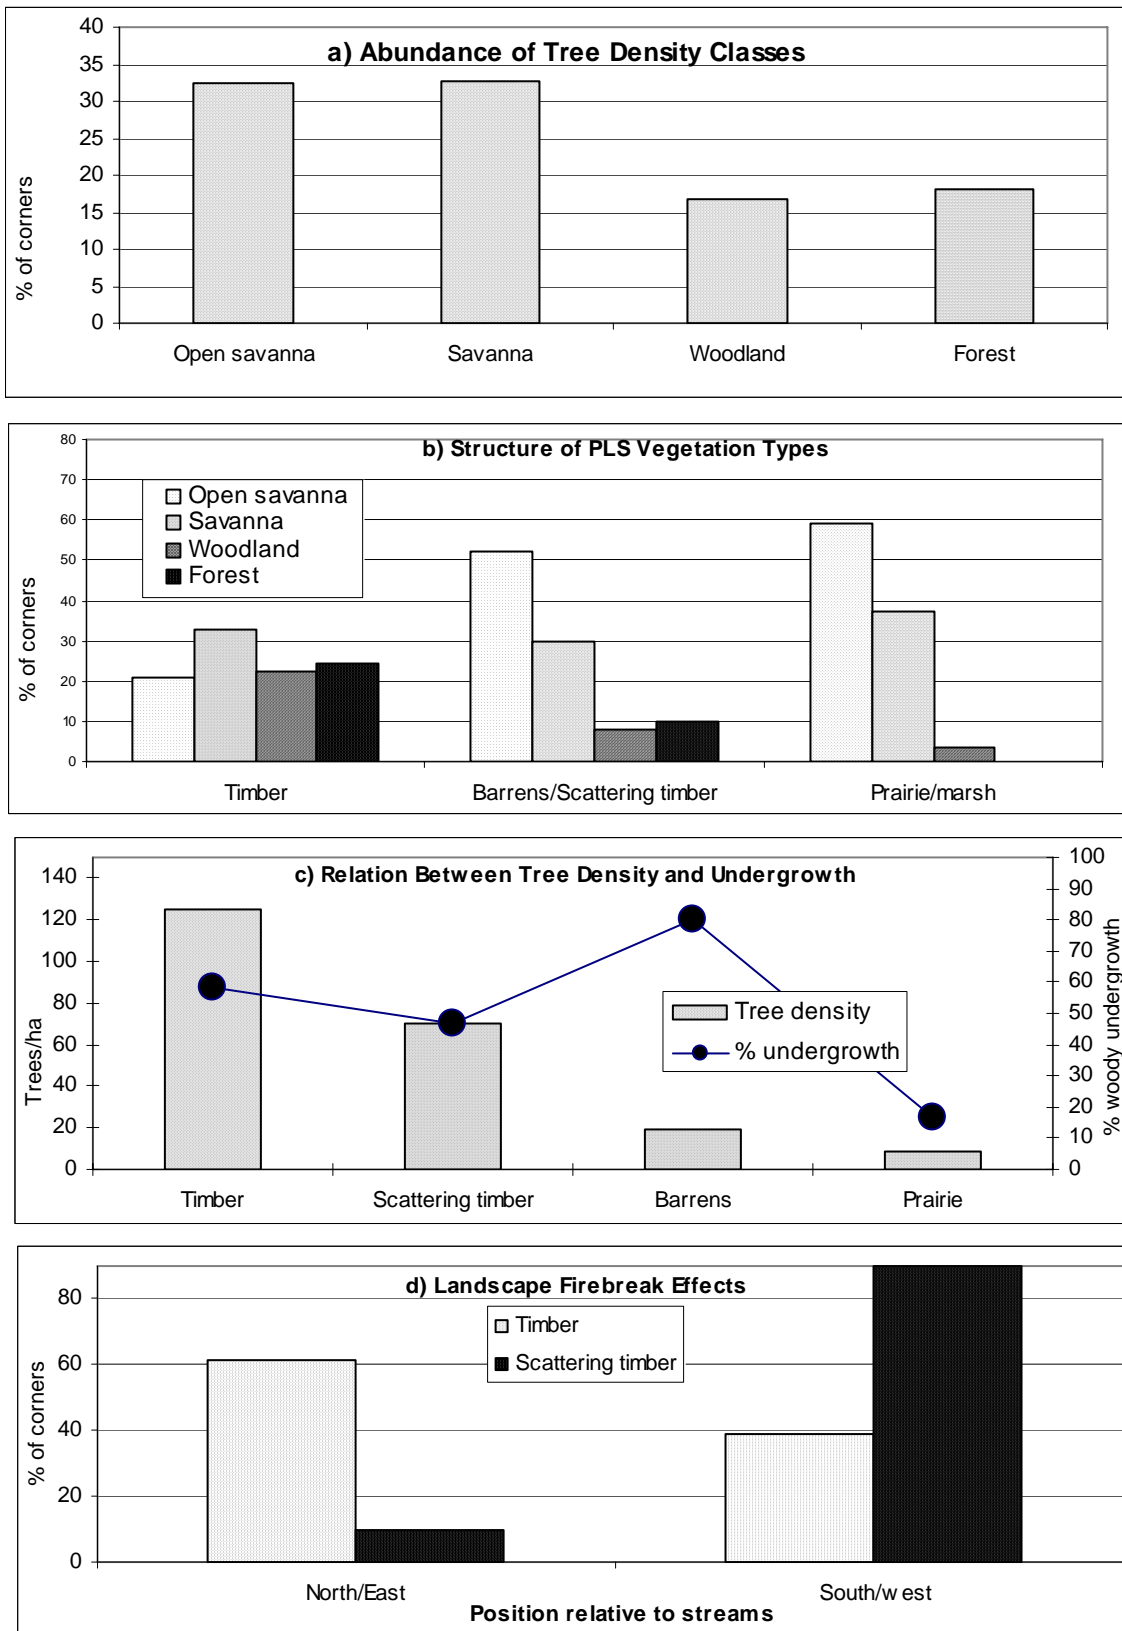 a) Abundance of Tree Density Classes
40
35
30
25
20
15
10
5
0
% of corners
Open savanna Savanna Woodland Forest
b) Structure of PLS Vegetation Types
80
70
60
50
40
30
20
10
0
% of corners
Open savanna
Savanna
Woodland
Forest
Timber Barrens/Scattering timber Prairie/marsh
c) Relation Between Tree Density and Undergrowth
140
120
100
80
60
40
20
0
Trees/ha
Tree density
% undergrowth
100
90
80
70
60
50
40
30
20
10
0
% woody undergrowth
Timber Scattering timber Barrens Prairie
d) Landscape Firebreak Effects
80
60
40
20
0
% of corners
Timber
Scattering timber
North/East South/west
Position relative to streams